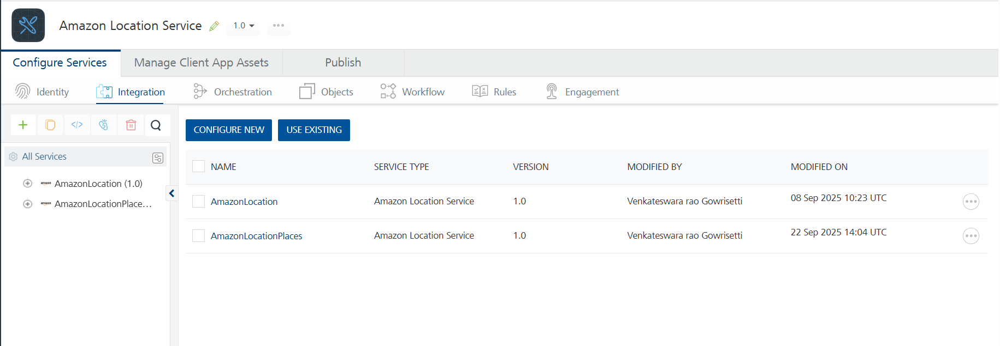 Amazon Location Service 1.0
Configure Services Manage Client App Assets Publish
Identity Integration Orchestration Objects Workflow Rules Engagement
CONFIGURE NEW USE EXISTING
All Services
AmazonLocation (1.0)
AmazonLocationPlace...
NAME SERVICE TYPE VERSION MODIFIED BY MODIFIED ON
AmazonLocation Amazon Location Service 1.0 Venkateswara rao Gowrisetti 08 Sep 2025 10:23 UTC
AmazonLocationPlaces Amazon Location Service 1.0 Venkateswara rao Gowrisetti 22 Sep 2025 14:04 UTC